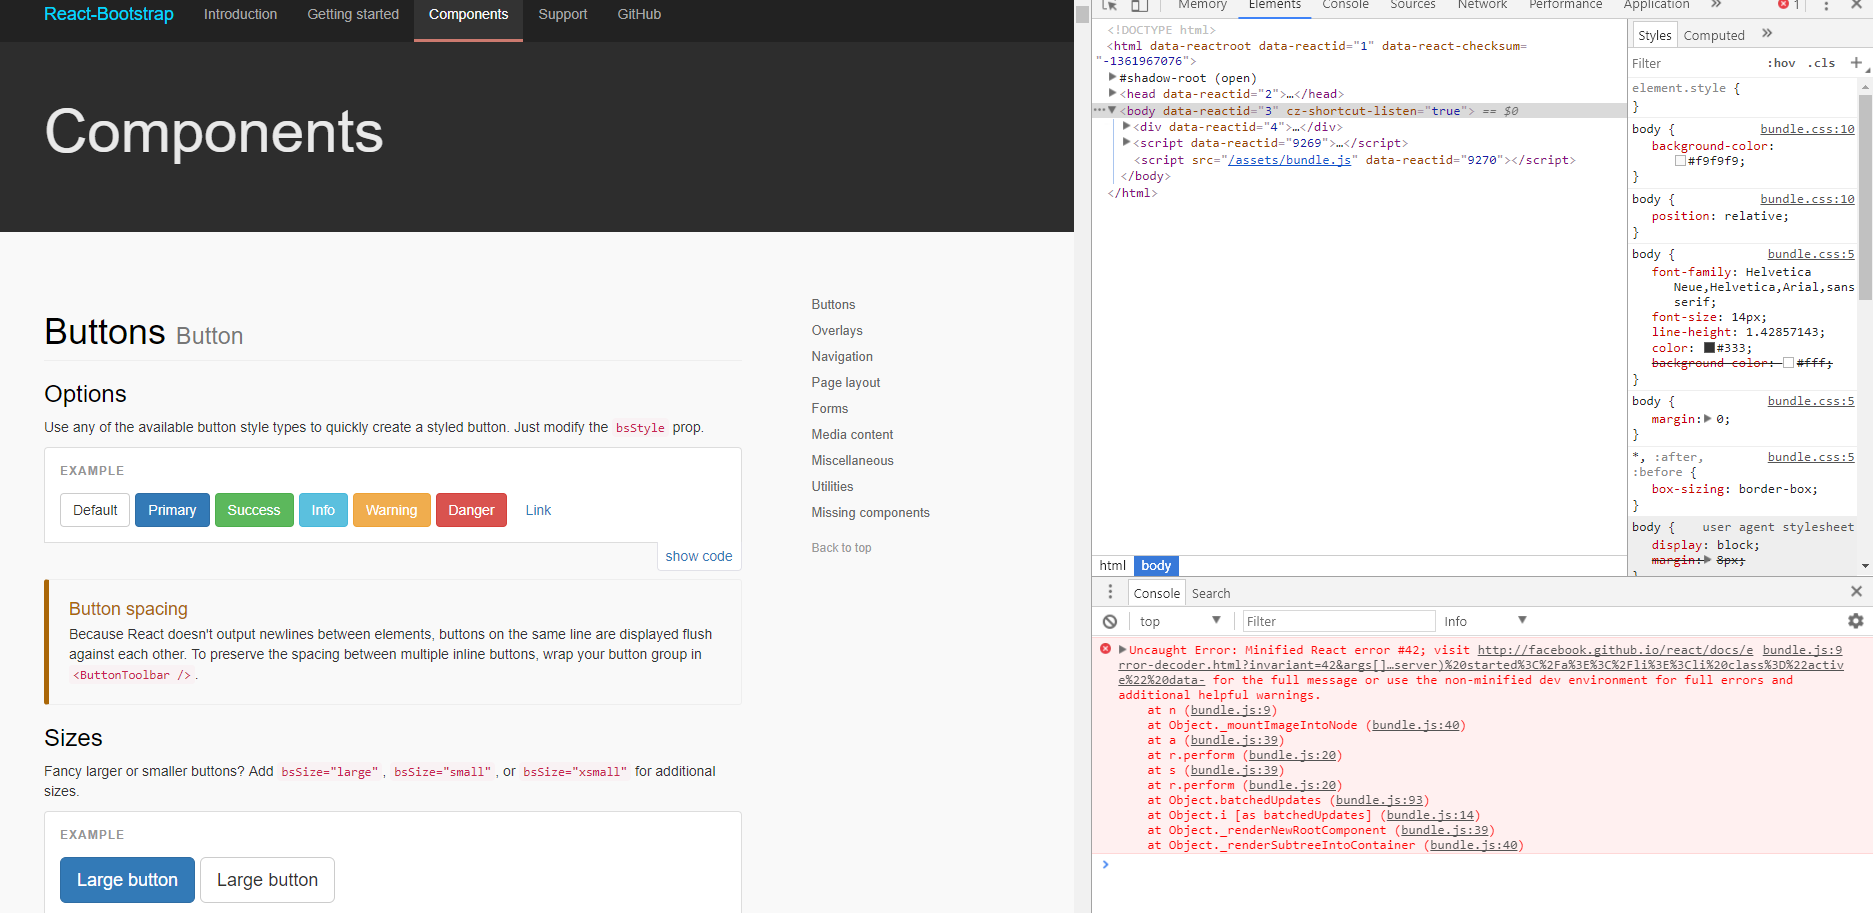 React-Bootstrap Introduction Getting started Components Support GitHub
Components
Buttons Button
Options
Use any of the available button style types to quickly create a styled button. Just modify the bsStyle prop.
EXAMPLE
Default Primary Success Info Warning Danger Link
show code
Button spacing
Because React doesn't output newlines between elements, buttons on the same line are displayed flush
against each other. To preserve the spacing between multiple inline buttons, wrap your button group in
<ButtonToolbar />.
Sizes
Fancy larger or smaller buttons? Add bsSize="large", bsSize="small", or bsSize="xsmall" for additional
sizes.
EXAMPLE
Large button Large button
Buttons
Overlays
Navigation
Page layout
Forms
Media content
Miscellaneous
Utilities
Missing components
Back to top
Memory Elements Console Sources Network Performance Application » 1
<!DOCTYPE html>
<html data-reactroot data-reactid="1" data-react-checksum=
"-1361967076">
#shadow-root (open)
<head data-reactid="2">…</head>
<body data-reactid="3" cz-shortcut-listen="true"> == $0
<div data-reactid="4">…</div>
<script data-reactid="9269">…</script>
<script src="/assets/bundle.js" data-reactid="9270"></script>
</body>
</html>
html body
Styles Computed »
Filter :hov .cls +
element.style {
}
body { bundle.css:10
background-color:
#f9f9f9;
}
body { bundle.css:10
position: relative;
}
body { bundle.css:5
font-family: Helvetica
Neue,Helvetica,Arial,sans
serif;
font-size: 14px;
line-height: 1.42857143;
color: #333;
background-color: #fff;
}
body { bundle.css:5
margin: 0;
}
*, :after, bundle.css:5
:before {
box-sizing: border-box;
}
body { user agent stylesheet
display: block;
margin: 8px;
}
Console Search
top Filter Info
Uncaught Error: Minified React error #42; visit http://facebook.github.io/react/docs/e bundle.js:9
rror-decoder.html?invariant=42&args[]…server)%20started%3C%2Fa%3E%3C%2Fli%3E%3Cli%20class%3D%22activ
e%22%20data- for the full message or use the non-minified dev environment for full errors and
additional helpful warnings.
at n (bundle.js:9)
at Object._mountImageIntoNode (bundle.js:40)
at a (bundle.js:39)
at r.perform (bundle.js:20)
at s (bundle.js:39)
at r.perform (bundle.js:20)
at Object.batchedUpdates (bundle.js:93)
at Object.i [as batchedUpdates] (bundle.js:14)
at Object._renderNewRootComponent (bundle.js:39)
at Object._renderSubtreeIntoContainer (bundle.js:40)